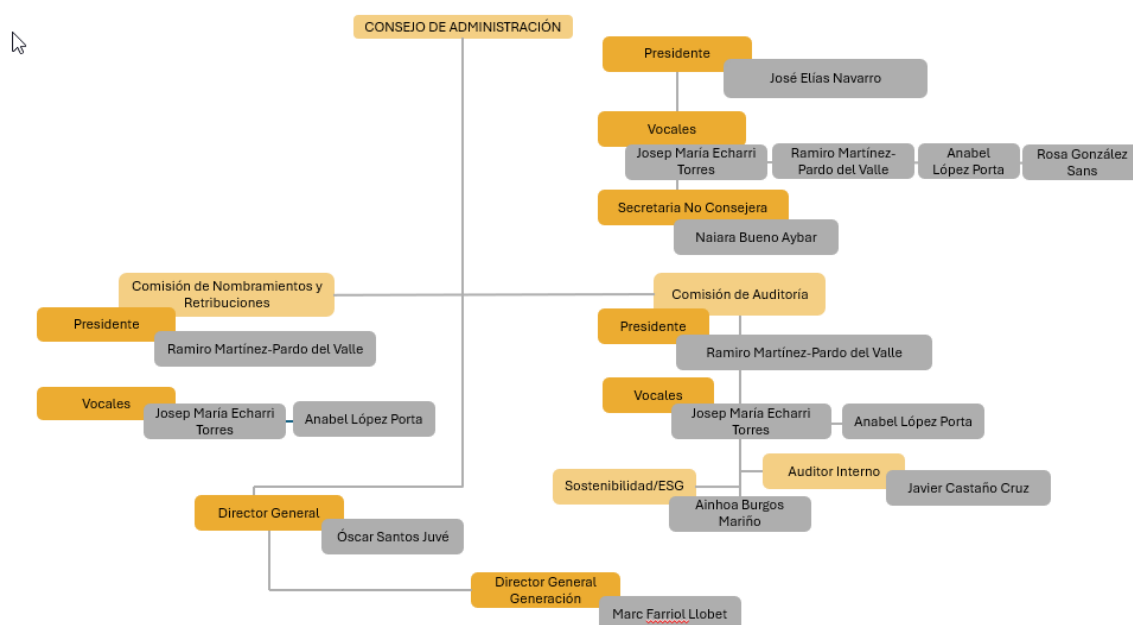 CONSEJO DE ADMINISTRACIÓN
Presidente
José Elías Navarro
Vocales
Josep María Echarri
Torres
Ramiro Martínez-
Pardo del Valle
Anabel
López Porta
Rosa González
Sans
Secretaria No Consejera
Naiara Bueno Aybar
Comisión de Nombramientos y
Retribuciones
Presidente
Ramiro Martínez-Pardo del Valle
Vocales
Josep María Echarri
Torres
Anabel López Porta
Comisión de Auditoría
Presidente
Ramiro Martínez-Pardo del Valle
Vocales
Josep María Echarri
Torres
Anabel López Porta
Auditor Interno
Javier Castaño Cruz
Sostenibilidad/ESG
Ainhoa Burgos
Mariño
Director General
Óscar Santos Juvé
Director General
Generación
Marc Farriol Llobet